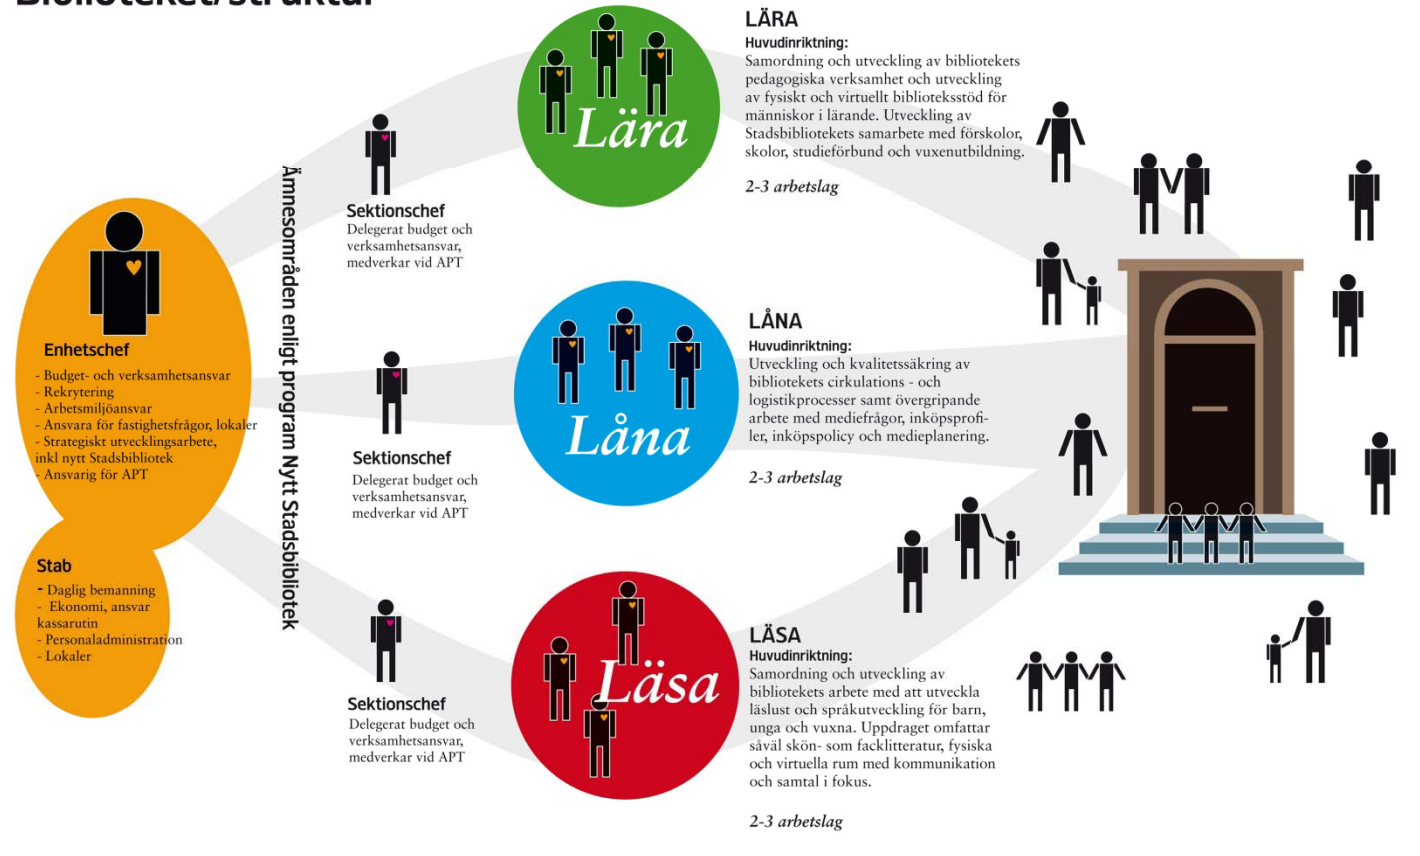 Biblioteket/struktur
Enhetschef
- Budget- och verksamhetsansvar
- Rekrytering
- Arbetsmiljöansvar
- Ansvara för fastighetsfrågor, lokaler
- Strategiskt utvecklingsarbete,
inkl nytt Stadsbibliotek
- Ansvarig för APT
Stab
- Daglig bemanning
- Ekonomi, ansvar
kassarutin
- Personaladministration
- Lokaler
Ämnesområden enligt program Nytt Stadsbibliotek
Sektionschef
Delegerat budget och
verksamhetsansvar,
medverkar vid APT
Sektionschef
Delegerat budget och
verksamhetsansvar,
medverkar vid APT
Sektionschef
Delegerat budget och
verksamhetsansvar,
medverkar vid APT
Lära
LÄRA
Huvudinriktning:
Samordning och utveckling av bibliotekets
pedagogiska verksamhet och utveckling
av fysiskt och virtuellt biblioteksstöd för
människor i lärande. Utveckling av
Stadsbibliotekets samarbete med förskolor,
skolor, studieförbund och vuxenutbildning.
2-3 arbetslag
Låna
LÅNA
Huvudinriktning:
Utveckling och kvalitetssäkring av
bibliotekets cirkulations - och
logistikprocesser samt övergripande
arbete med mediefrågor, inköpsprofi-
ler, inköpspolicy och medieplanering.
2-3 arbetslag
Läsa
LÄSA
Huvudinriktning:
Samordning och utveckling av
bibliotekets arbete med att utveckla
läslust och språkutveckling för barn,
unga och vuxna. Uppdraget omfattar
såväl skön- som facklitteratur, fysiska
och virtuella rum med kommunikation
och samtal i fokus.
2-3 arbetslag